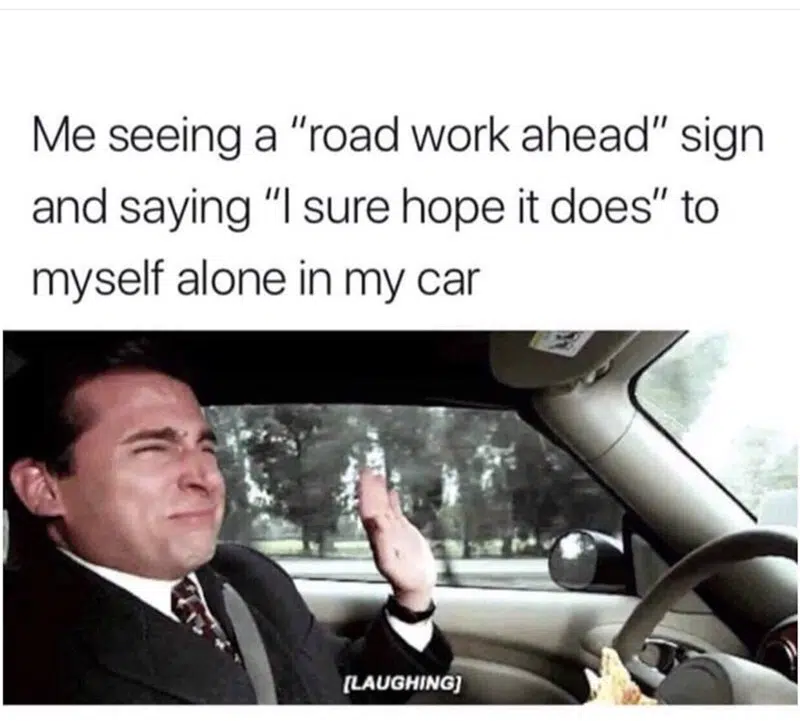 Me seeing a "road work ahead" sign
and saying "I sure hope it does" to
myself alone in my car
[LAUGHING]